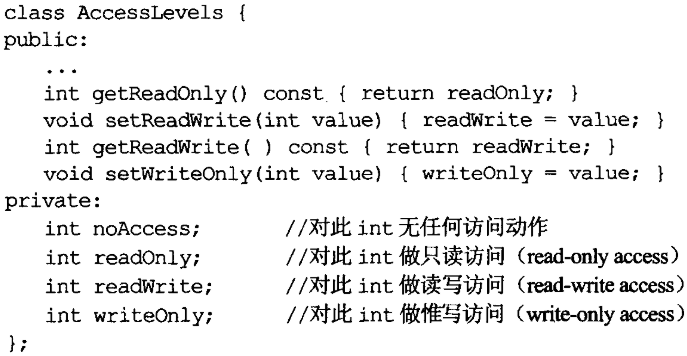 class AccessLevels {
public:
...
int getReadOnly() const { return readOnly; }
void setReadWrite(int value) { readWrite = value; }
int getReadWrite( ) const { return readWrite; }
void setWriteOnly(int value) { writeOnly = value; }
private:
int noAccess; //对此 int 无任何访问动作
int readOnly; //对此 int 做只读访问（read-only access）
int readWrite; //对此 int 做读写访问（read-write access）
int writeOnly; //对此 int 做惟写访问（write-only access）
};